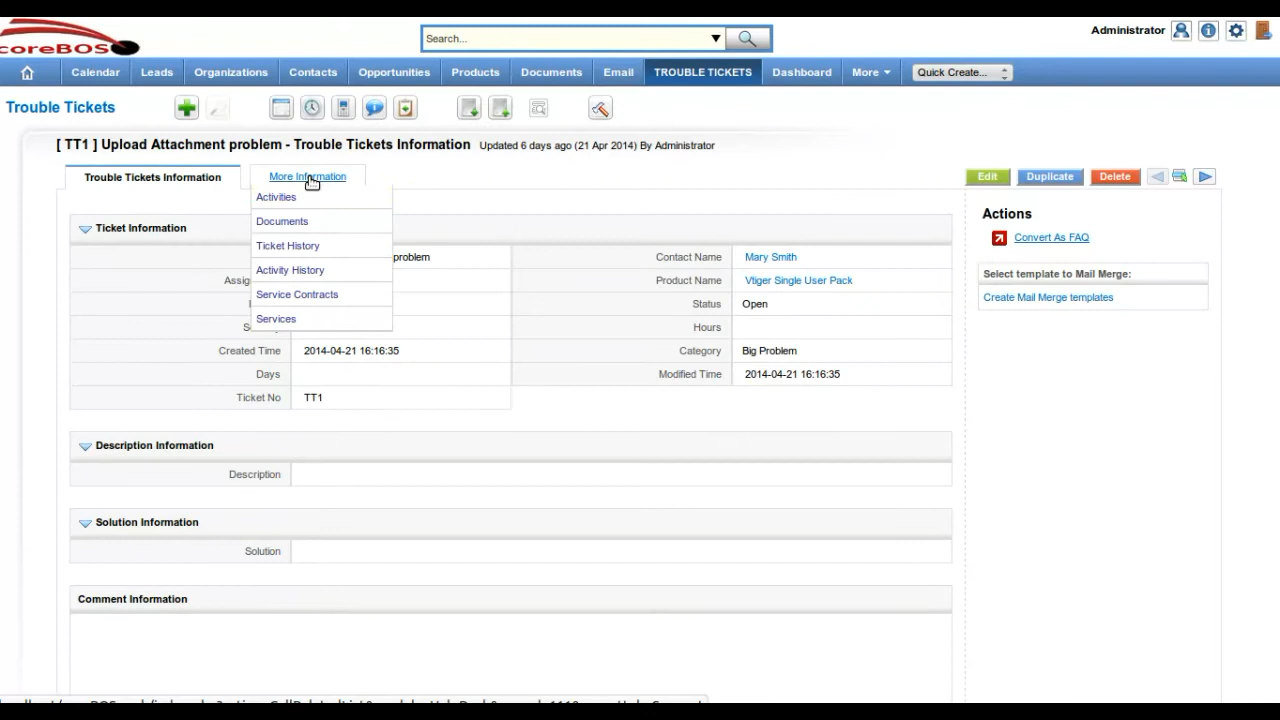 coreBOS
Search...
Administrator
Calendar Leads Organizations Contacts Opportunities Products Documents Email TROUBLE TICKETS Dashboard More Quick Create...
Trouble Tickets
[ TT1 ] Upload Attachment problem - Trouble Tickets Information Updated 6 days ago (21 Apr 2014) By Administrator
Trouble Tickets Information More Information
Edit Duplicate Delete
Activities
Documents
Ticket History
Activity History
Service Contracts
Services
Ticket Information
problem Contact Name Mary Smith
Product Name Vtiger Single User Pack
Status Open
Hours
Created Time 2014-04-21 16:16:35 Category Big Problem
Days Modified Time 2014-04-21 16:16:35
Ticket No TT1
Description Information
Description
Solution Information
Solution
Comment Information
Actions
Convert As FAQ
Select template to Mail Merge:
Create Mail Merge templates